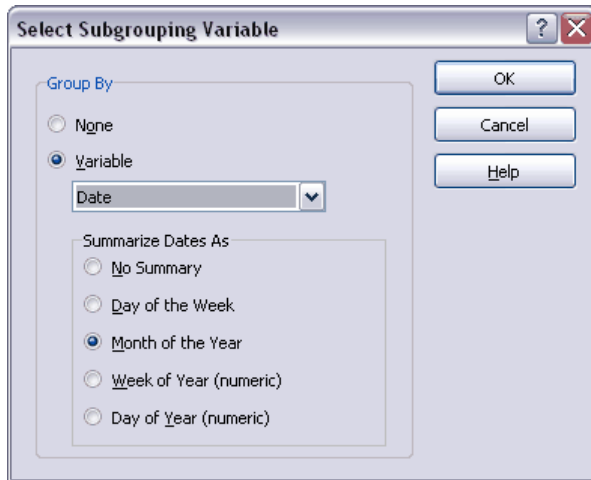 Select Subgrouping Variable
Group By
None
Variable
Date
Summarize Dates As
No Summary
Day of the Week
Month of the Year
Week of Year (numeric)
Day of Year (numeric)
OK
Cancel
Help